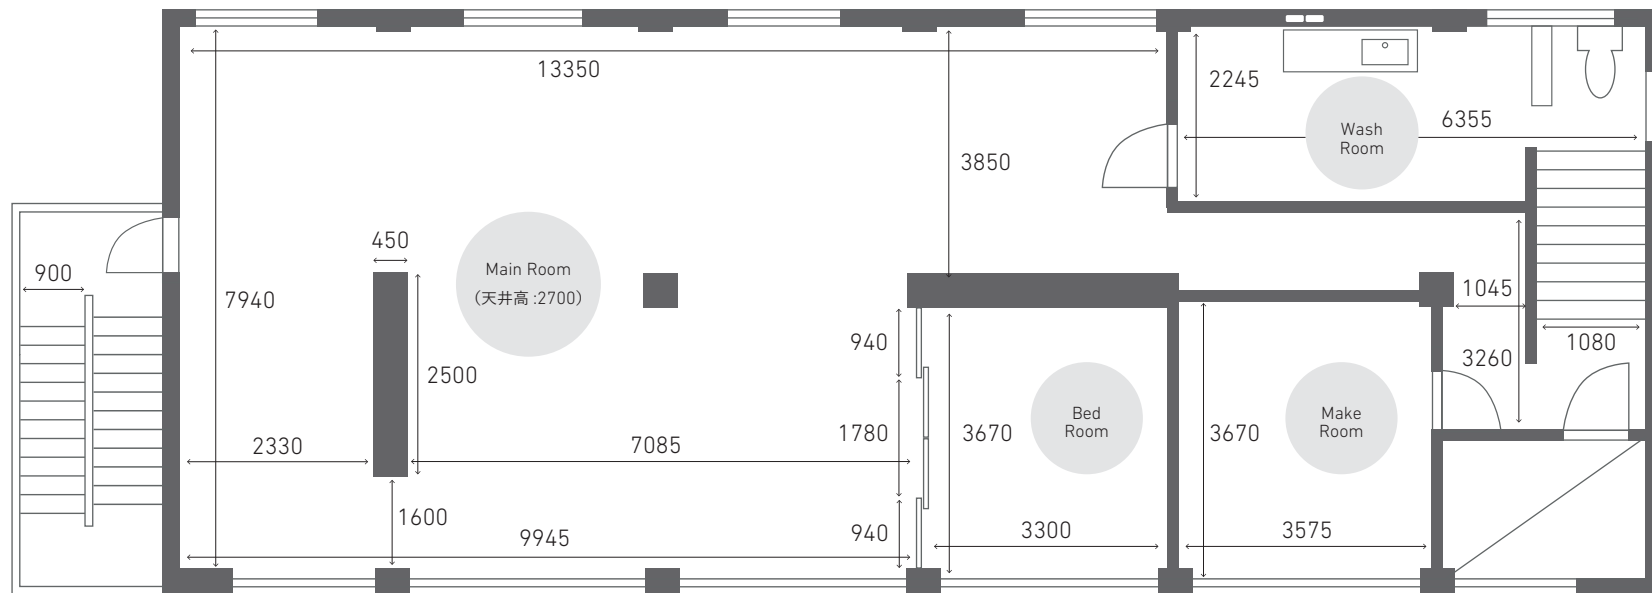 13350
2245
6355
Wash
Room
3850
450
Main Room
（天井高 :2700）
900
7940
1045
940
1080
2500
3260
Bed
Room
Make
Room
2330
7085
1780
3670
3670
1600
9945
940
3300
3575